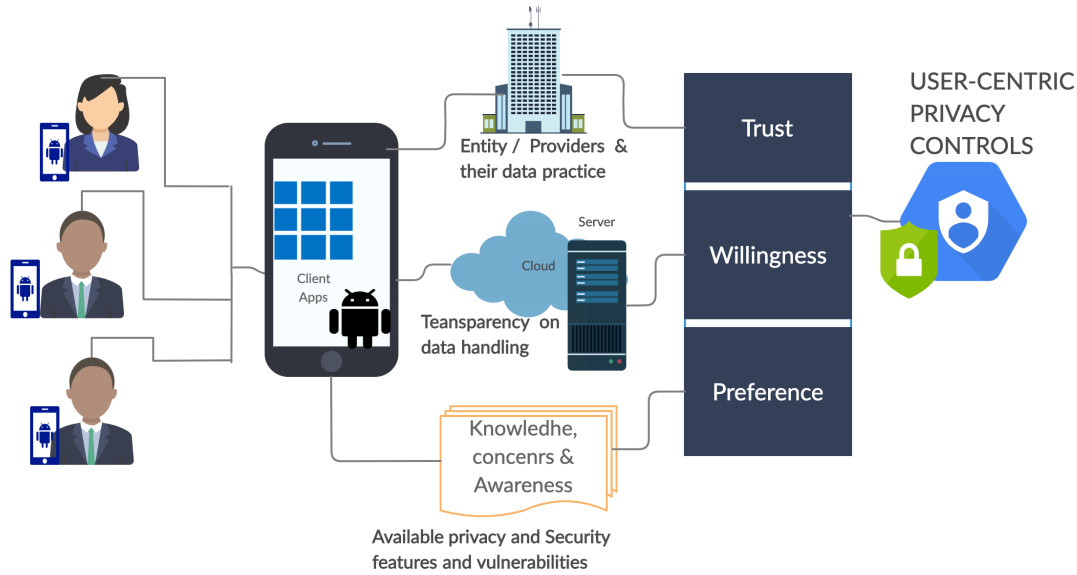 USER-CENTRIC
PRIVACY
CONTROLS
Entity / Providers &
their data practice
Trust
Server
Cloud
Willingness
Client
Apps
Teansparency on
data handling
Preference
Knowledhe,
concenrs &
Awareness
Available privacy and Security
features and vulnerabilities